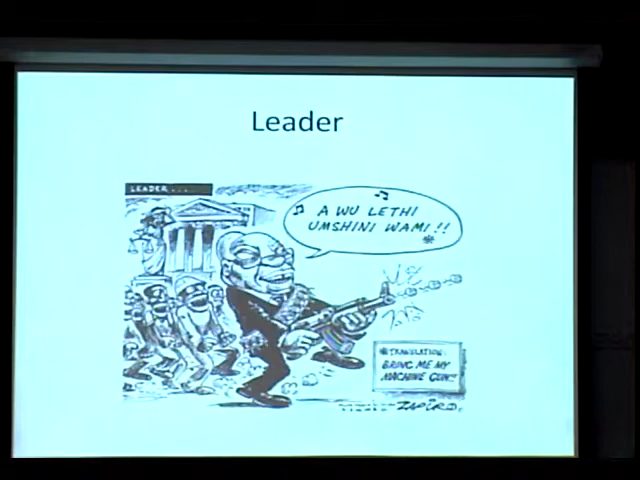 Leader
LEADER....
A WU LETHI
UMSHINI WAMI!!
*
*TRANSLATION:
BRING ME MY
MACHINE GUN!!
ZAPIRO